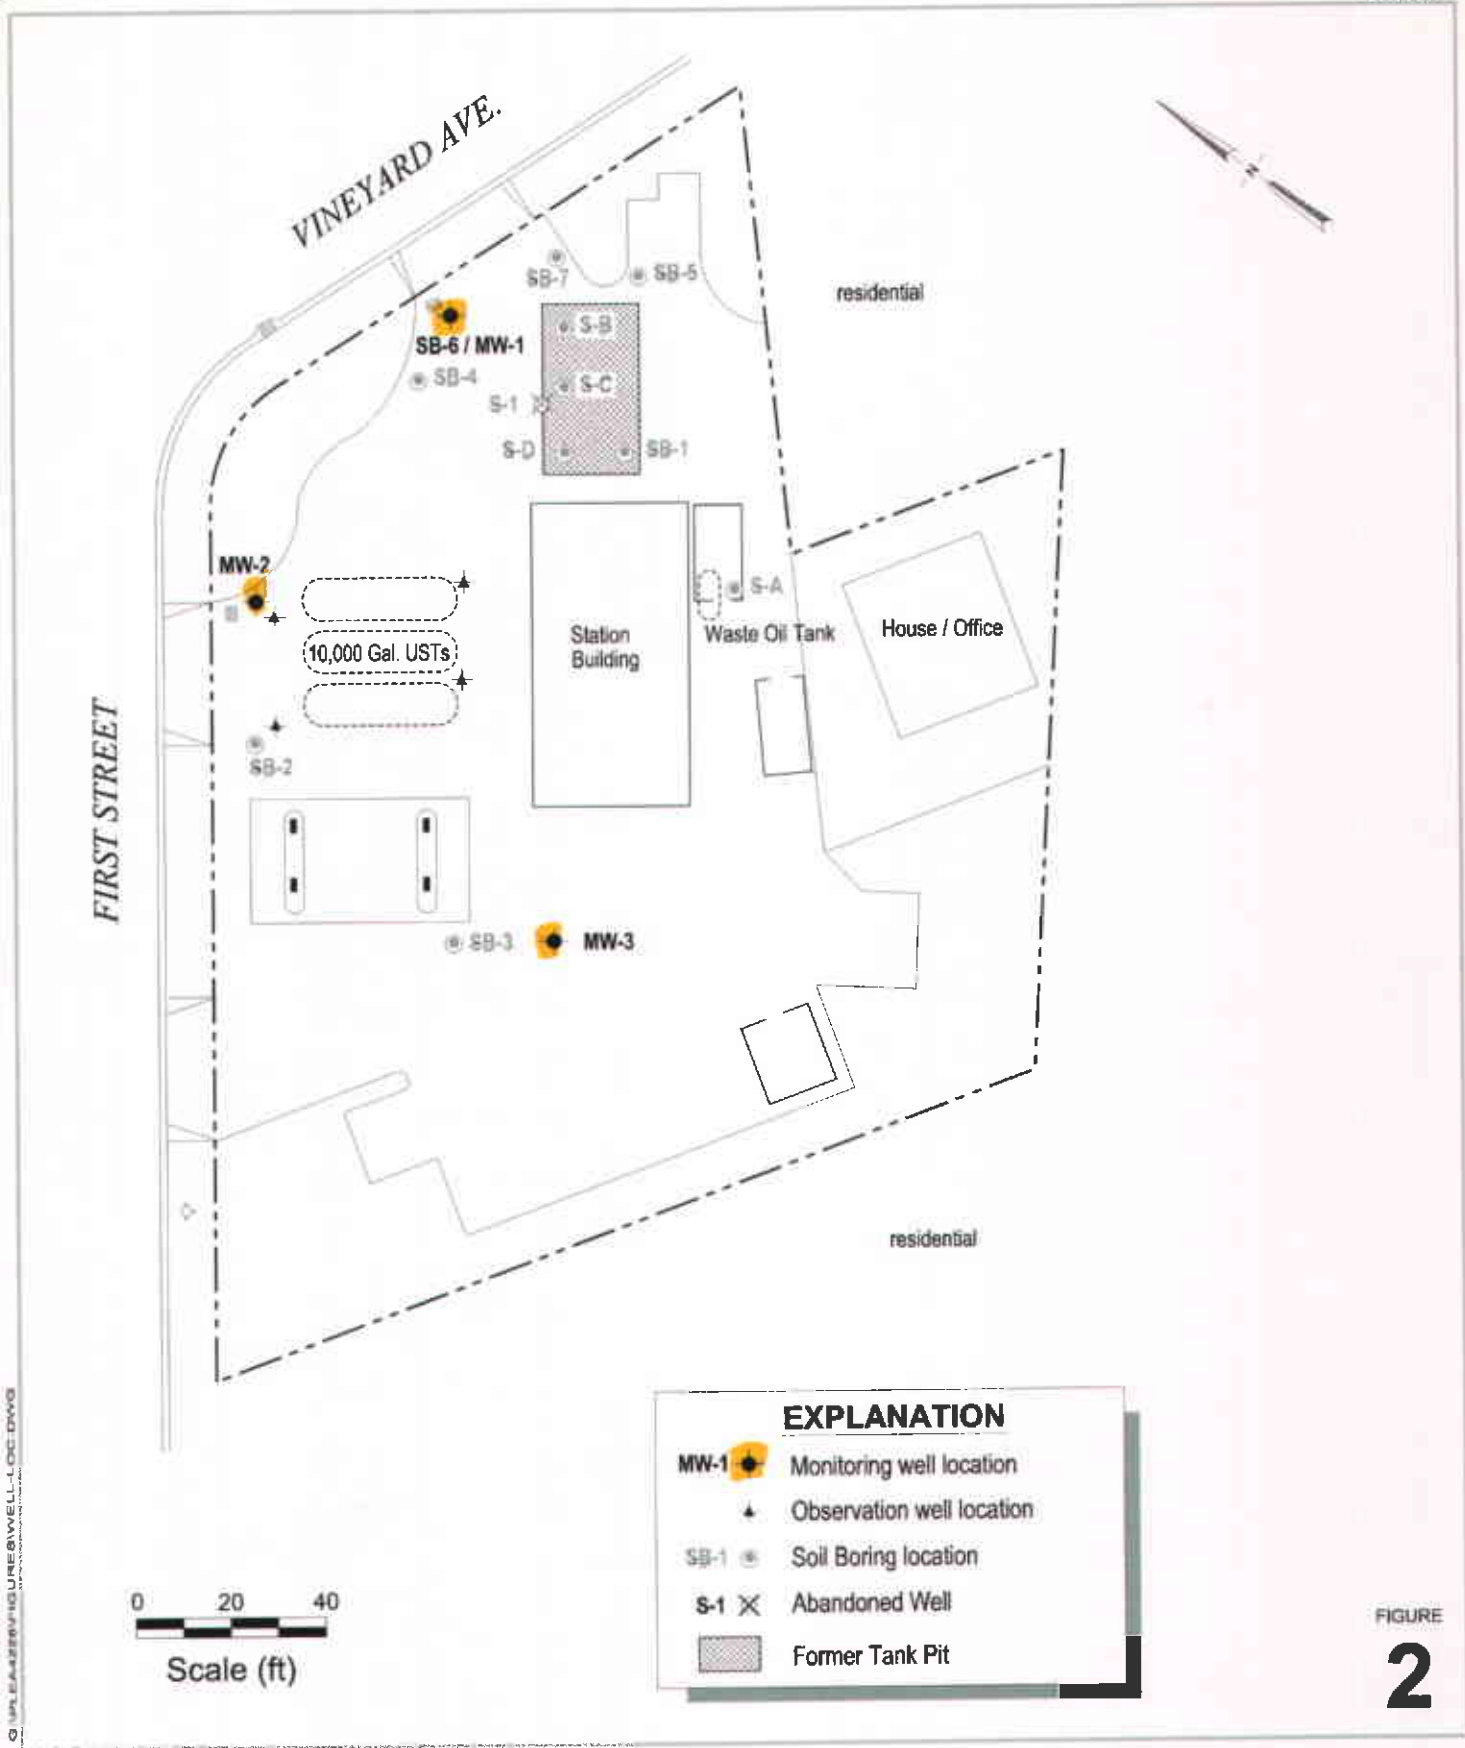 VINEYARD AVE.
residential
SB-7
SB-5
S-B
SB-6 / MW-1
SB-4
S-C
S-1
S-D
SB-1
MW-2
S-A
10,000 Gal. USTs
Station
Building
Waste Oil Tank
House / Office
N
SB-2
FIRST STREET
SB-3
MW-3
residential
EXPLANATION
MW-1 Monitoring well location
Observation well location
SB-1 Soil Boring location
S-1 Abandoned Well
Former Tank Pit
0 20 40
Scale (ft)
FIGURE
2